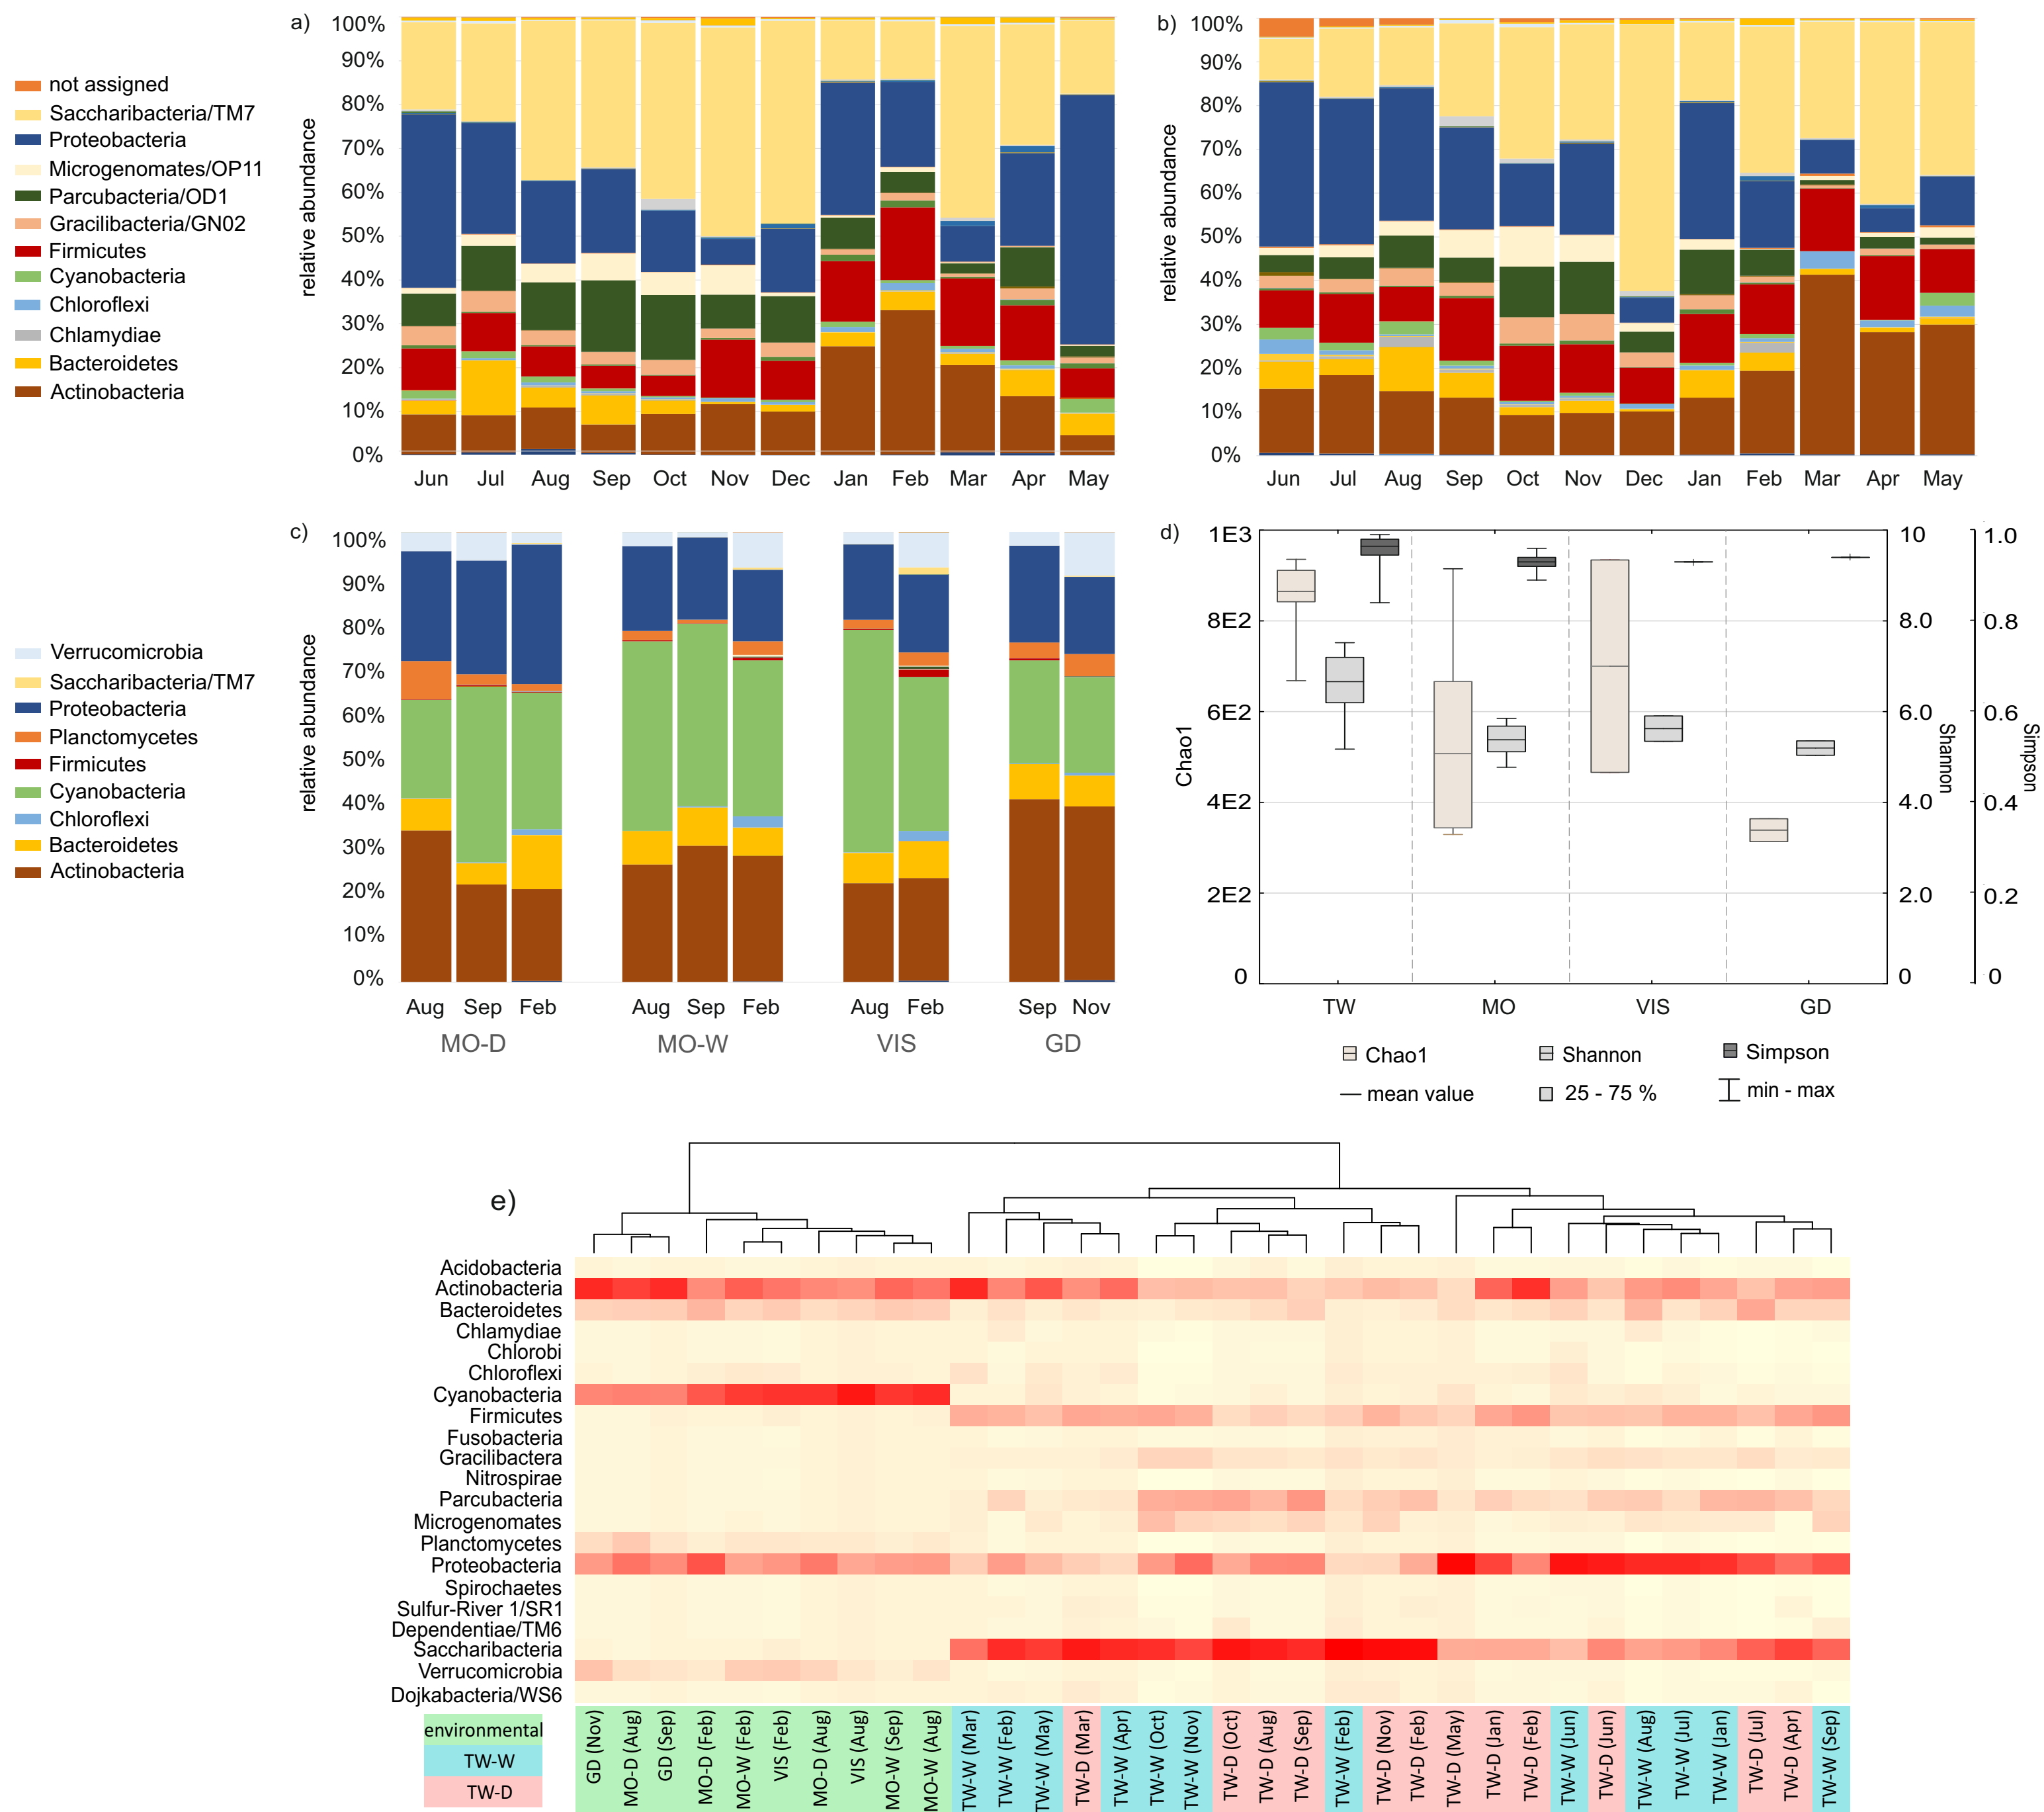 a)
100%
90%
80%
70%
60%
50%
40%
30%
20%
10%
0%
relative abundance
not assigned
Saccharibacteria/TM7
Proteobacteria
Microgenomates/OP11
Parcubacteria/OD1
Gracilibacteria/GN02
Firmicutes
Cyanobacteria
Chloroflexi
Chlamydiae
Bacteroidetes
Actinobacteria
Jun Jul Aug Sep Oct Nov Dec Jan Feb Mar Apr May
b)
100%
90%
80%
70%
60%
50%
40%
30%
20%
10%
0%
relative abundance
Jun Jul Aug Sep Oct Nov Dec Jan Feb Mar Apr May
c)
100%
90%
80%
70%
60%
50%
40%
30%
20%
10%
0%
relative abundance
Verrucomicrobia
Saccharibacteria/TM7
Proteobacteria
Planctomycetes
Firmicutes
Cyanobacteria
Chloroflexi
Bacteroidetes
Actinobacteria
Aug Sep Feb Aug Sep Feb Aug Feb Sep Nov
MO-D MO-W VIS GD
d)
1E3
8E2
6E2
4E2
2E2
0
Chao1
10
8.0
6.0
4.0
2.0
0
Shannon
1.0
0.8
0.6
0.4
0.2
0
Simpson
TW MO VIS GD
Chao1 Shannon Simpson
mean value 25 - 75 % min - max
e)
Acidobacteria
Actinobacteria
Bacteroidetes
Chlamydiae
Chlorobi
Chloroflexi
Cyanobacteria
Firmicutes
Fusobacteria
Gracilibactera
Nitrospirae
Parcubacteria
Microgenomates
Planctomycetes
Proteobacteria
Spirochaetes
Sulfur-River 1/SR1
Dependentiae/TM6
Saccharibacteria
Verrucomicrobia
Dojkabacteria/WS6
environmental
TW-W
TW-D
GD (Nov)
MO-D (Aug)
GD (Sep)
MO-D (Feb)
MO-W (Feb)
VIS (Feb)
MO-D (Aug)
VIS (Aug)
MO-W (Sep)
MO-W (Aug)
TW-W (Mar)
TW-W (Feb)
TW-W (May)
TW-D (Mar)
TW-W (Apr)
TW-W (Oct)
TW-W (Nov)
TW-D (Oct)
TW-D (Aug)
TW-D (Sep)
TW-W (Feb)
TW-D (Nov)
TW-D (Feb)
TW-D (May)
TW-D (Jan)
TW-D (Feb)
TW-W (Jun)
TW-D (Jun)
TW-W (Aug)
TW-W (Jul)
TW-W (Jan)
TW-D (Jul)
TW-D (Apr)
TW-W (Sep)